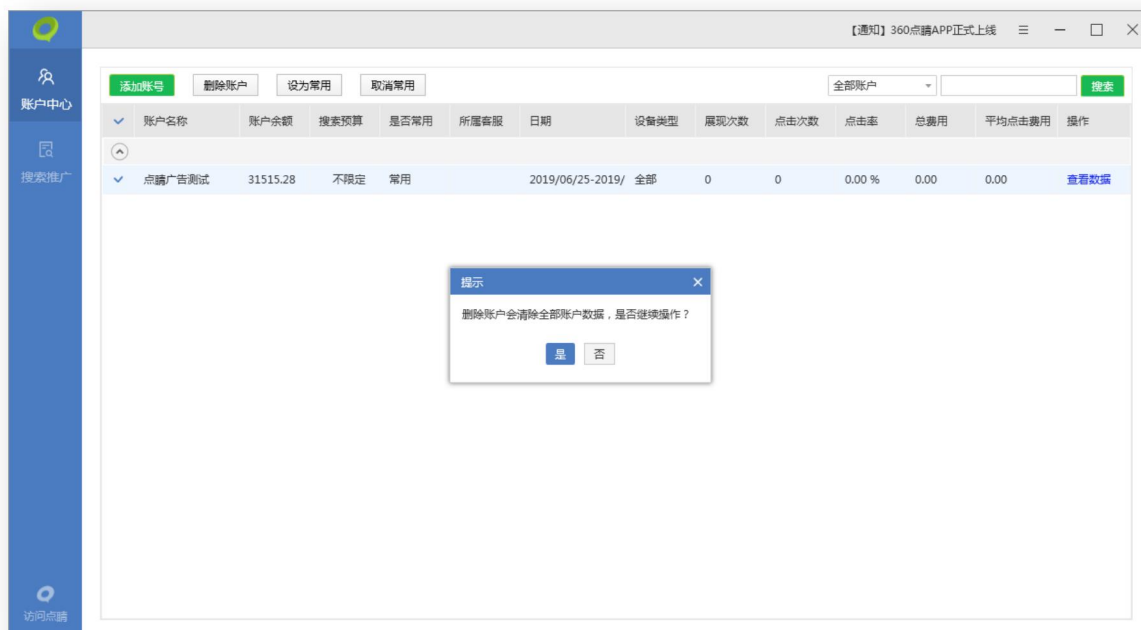 【通知】360点睛APP正式上线
账户中心
搜索推广
访问点睛
添加账号 删除账户 设为常用 取消常用 全部账户 搜索
账户名称 账户余额 搜索预算 是否常用 所属客服 日期 设备类型 展现次数 点击次数 点击率 总费用 平均点击费用 操作
点睛广告测试 31515.28 不限定 常用 2019/06/25-2019/ 全部 0 0 0.00 % 0.00 0.00 查看数据
提示
删除账户会清除全部账户数据，是否继续操作？
是 否